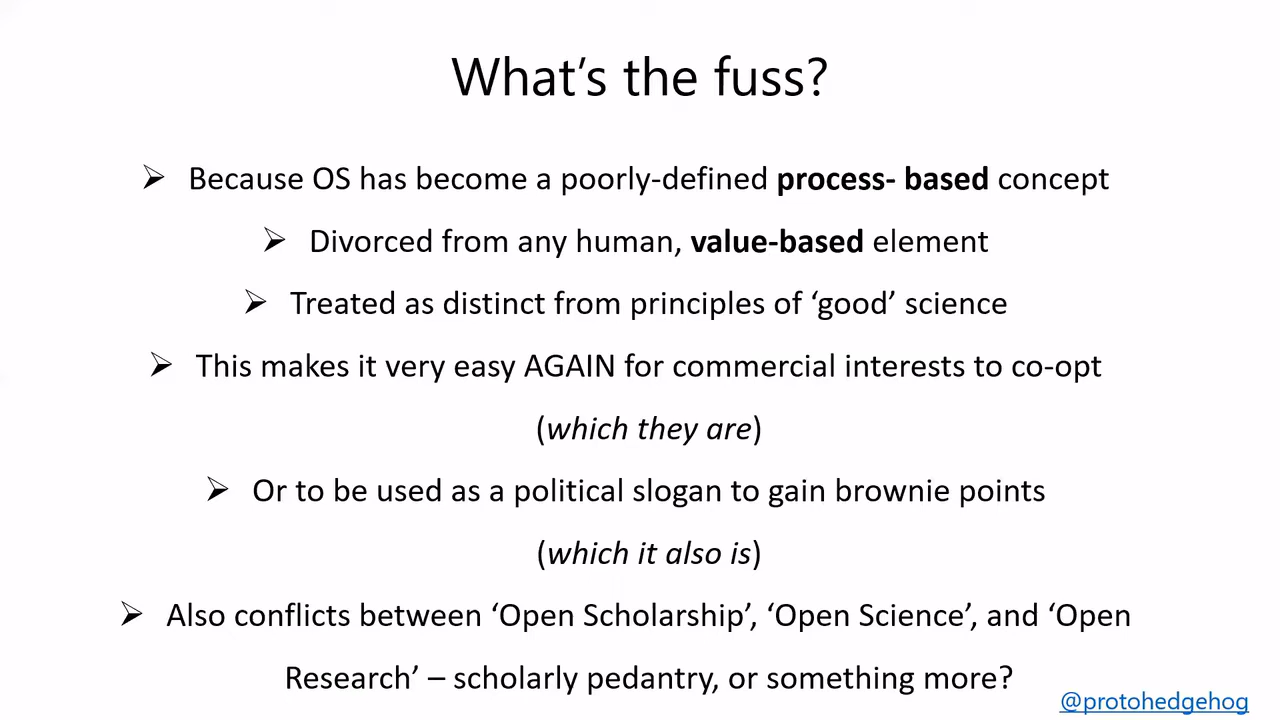 What's the fuss?
➢ Because OS has become a poorly-defined process- based concept
➢ Divorced from any human, value-based element
➢ Treated as distinct from principles of ‘good’ science
➢ This makes it very easy AGAIN for commercial interests to co-opt
(which they are)
➢ Or to be used as a political slogan to gain brownie points
(which it also is)
➢ Also conflicts between ‘Open Scholarship’, ‘Open Science’, and ‘Open
Research’ – scholarly pedantry, or something more?
@protohedgehog